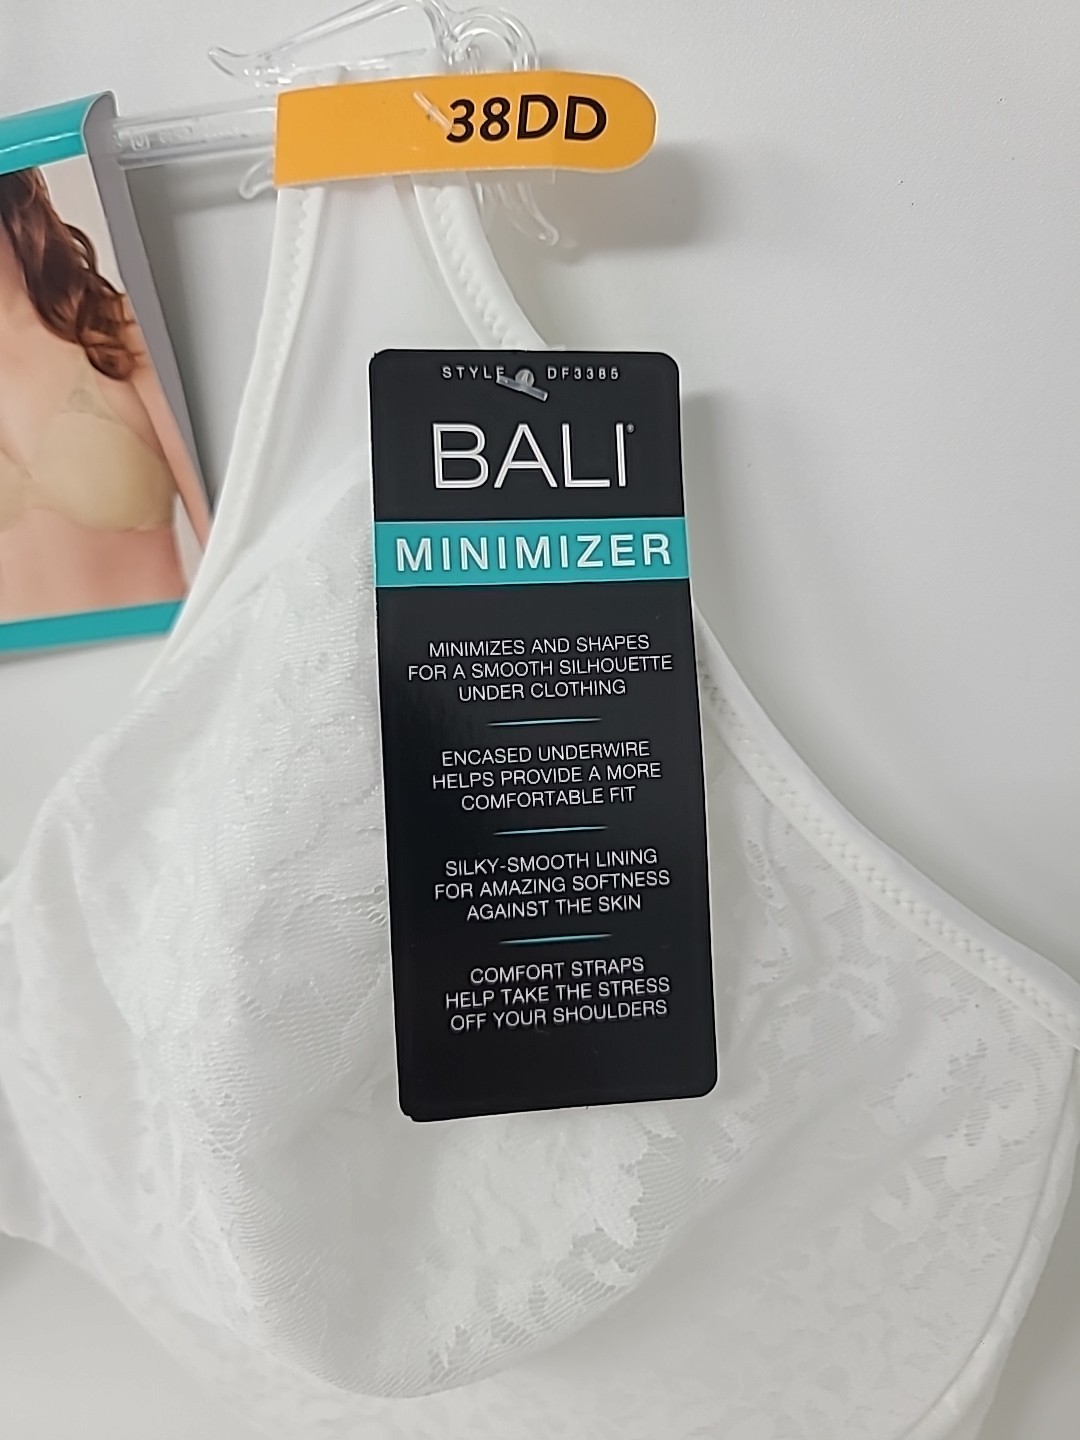 38DD
STYLE DF3385
BALI®
MINIMIZER
MINIMIZES AND SHAPES
FOR A SMOOTH SILHOUETTE
UNDER CLOTHING
ENCASED UNDERWIRE
HELPS PROVIDE A MORE
COMFORTABLE FIT
SILKY-SMOOTH LINING
FOR AMAZING SOFTNESS
AGAINST THE SKIN
COMFORT STRAPS
HELP TAKE THE STRESS
OFF YOUR SHOULDERS